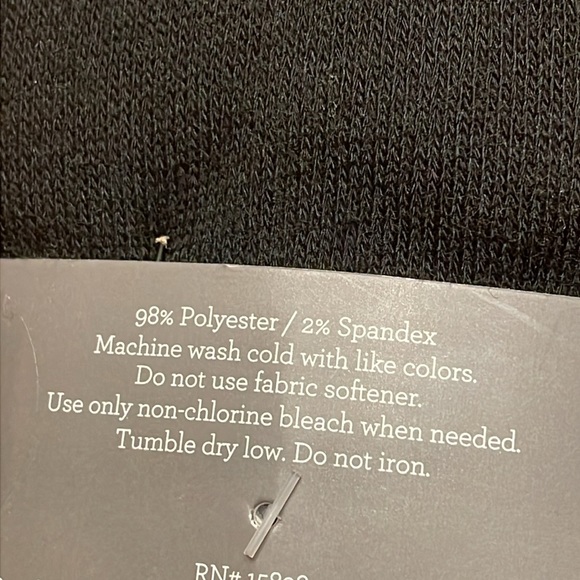 98% Polyester / 2% Spandex
Machine wash cold with like colors.
Do not use fabric softener.
Use only non-chlorine bleach when needed.
Tumble dry low. Do not iron.
RN#